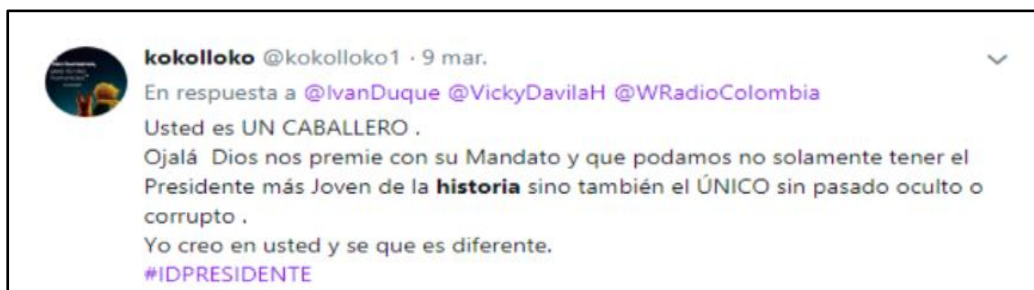 kokolloko @kokolloko1 · 9 mar.
En respuesta a @IvanDuque @VickyDavilaH @WRadioColombia
Usted es UN CABALLERO .
Ojalá Dios nos premie con su Mandato y que podamos no solamente tener el
Presidente más Joven de la historia sino también el ÚNICO sin pasado oculto o
corrupto .
Yo creo en usted y se que es diferente.
#IDPRESIDENTE